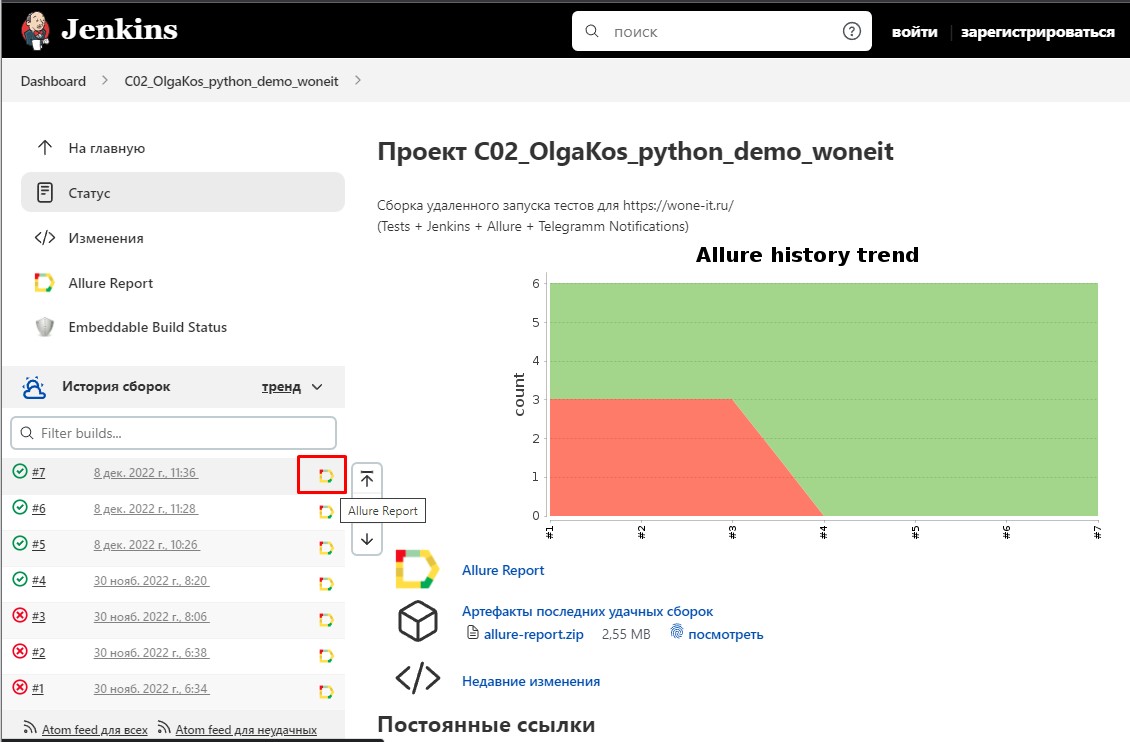 Jenkins
поиск
войти
зарегистрироваться
Dashboard
C02_OlgaKos_python_demo_woneit
На главную
Статус
Изменения
Allure Report
Embeddable Build Status
История сборок
тренд
Filter builds...
#7 8 дек. 2022 г., 11:36
Allure Report
#6 8 дек. 2022 г., 11:28
#5 8 дек. 2022 г., 10:26
#4 30 нояб. 2022 г., 8:20
#3 30 нояб. 2022 г., 8:06
#2 30 нояб. 2022 г., 6:38
#1 30 нояб. 2022 г., 6:34
Atom feed для всех Atom feed для неудачных
Проект C02_OlgaKos_python_demo_woneit
Сборка удаленного запуска тестов для https://wone-it.ru/
(Tests + Jenkins + Allure + Telegramm Notifications)
Allure history trend
count
6
5
4
3
2
1
0
#1 #2 #3 #4 #5 #6 #7
Allure Report
Артефакты последних удачных сборок
allure-report.zip 2,55 MB посмотреть
Недавние изменения
Постоянные ссылки